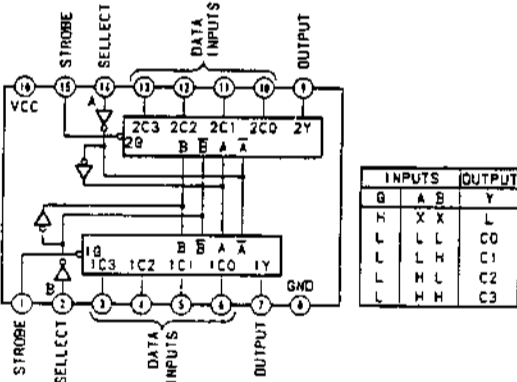 STROBE
SELLECT
DATA
INPUTS
OUTPUT
16 15 14 13 12 11 10 9
VCC
A
2C3 2C2 2C1 2C0 2Y
2G
B B̅ A A̅
B B̅ A A̅
1G
1C3 1C2 1C1 1C0 1Y
B
GND
1 2 3 4 5 6 7 8
STROBE
SELLECT
DATA
INPUTS
OUTPUT
INPUTS OUTPUT
G A B Y
H X X L
L L L C0
L L H C1
L H L C2
L H H C3